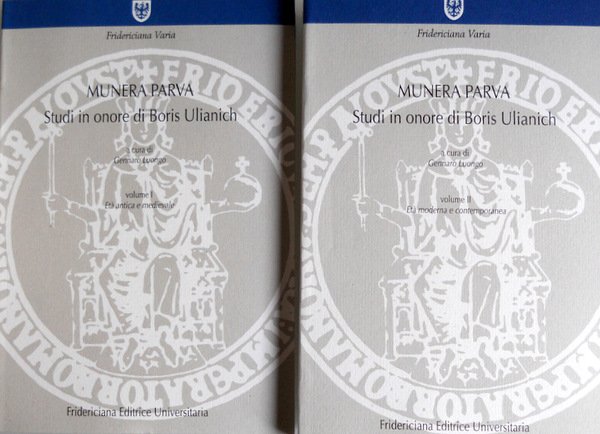 Fridericiana Varia
MUNERA PARVA
Studi in onore di Boris Ulianich
a cura di
Gennaro Luongo
volume I
Età antica e medievale
Fridericiana Editrice Universitaria
Fridericiana Varia
MUNERA PARVA
Studi in onore di Boris Ulianich
a cura di
Gennaro Luongo
volume II
Età moderna e contemporanea
Fridericiana Editrice Universitaria